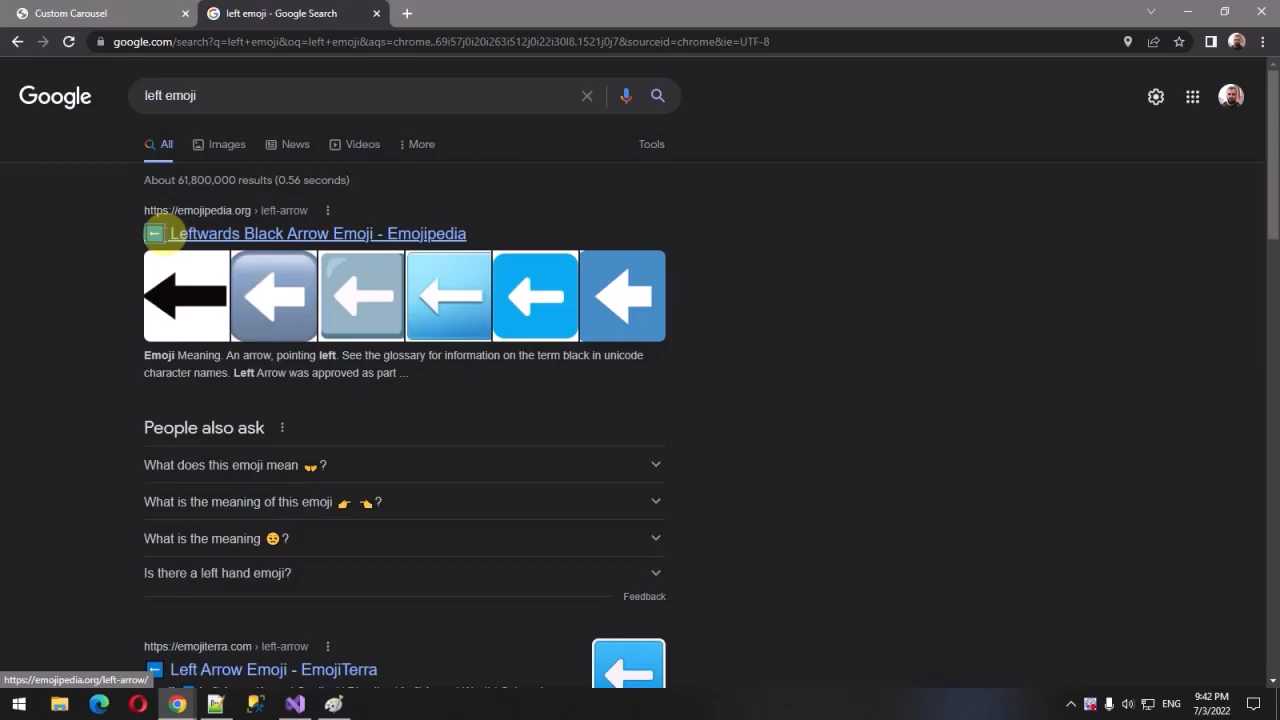 Custom Carousel
left emoji - Google Search
google.com/search?q=left+emoji&oq=left+emoji&aqs=chrome..69i57j0i20i263i512j0i22i30l8.1521j0j7&sourceid=chrome&ie=UTF-8
Google
left emoji
All
Images
News
Videos
More
Tools
About 61,800,000 results (0.56 seconds)
https://emojipedia.org › left-arrow
⬅ Leftwards Black Arrow Emoji - Emojipedia
Emoji Meaning. An arrow, pointing left. See the glossary for information on the term black in unicode
character names. Left Arrow was approved as part ...
People also ask
What does this emoji mean 👐 ?
What is the meaning of this emoji 👉 👈 ?
What is the meaning 😒 ?
Is there a left hand emoji?
Feedback
https://emojiterra.com › left-arrow
⬅ Left Arrow Emoji - EmojiTerra
https://emojipedia.org/left-arrow/
ENG
9:42 PM
7/3/2022